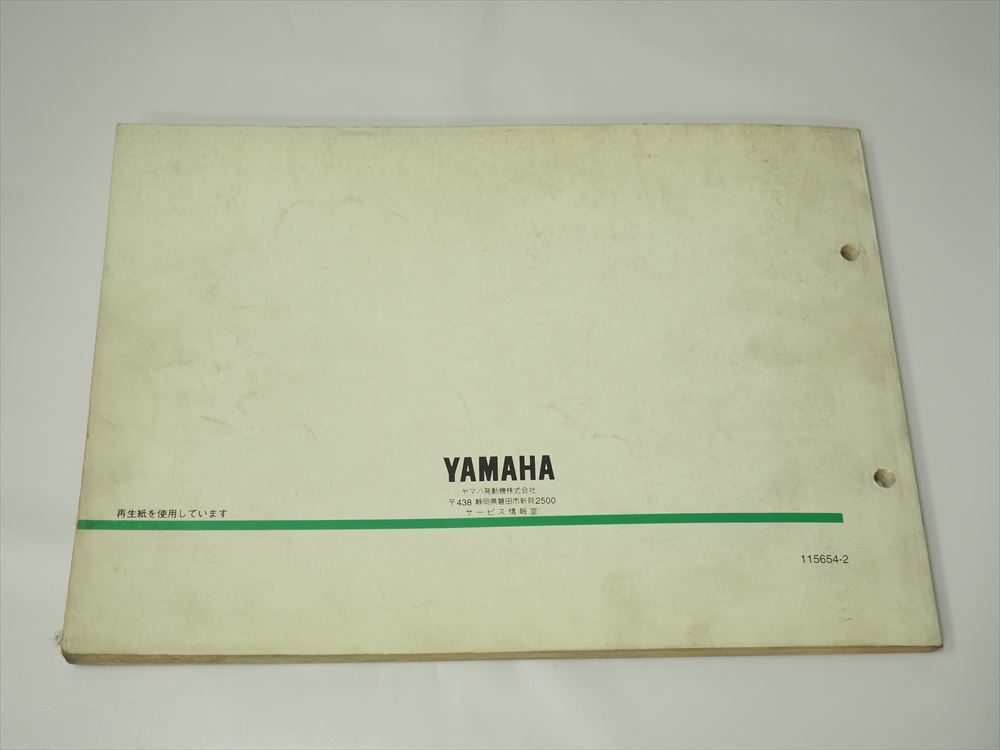 YAMAHA
ヤマハ発動機株式会社
〒438 静岡県磐田市新貝2500
サービス情報室
再生紙を使用しています
115654-2